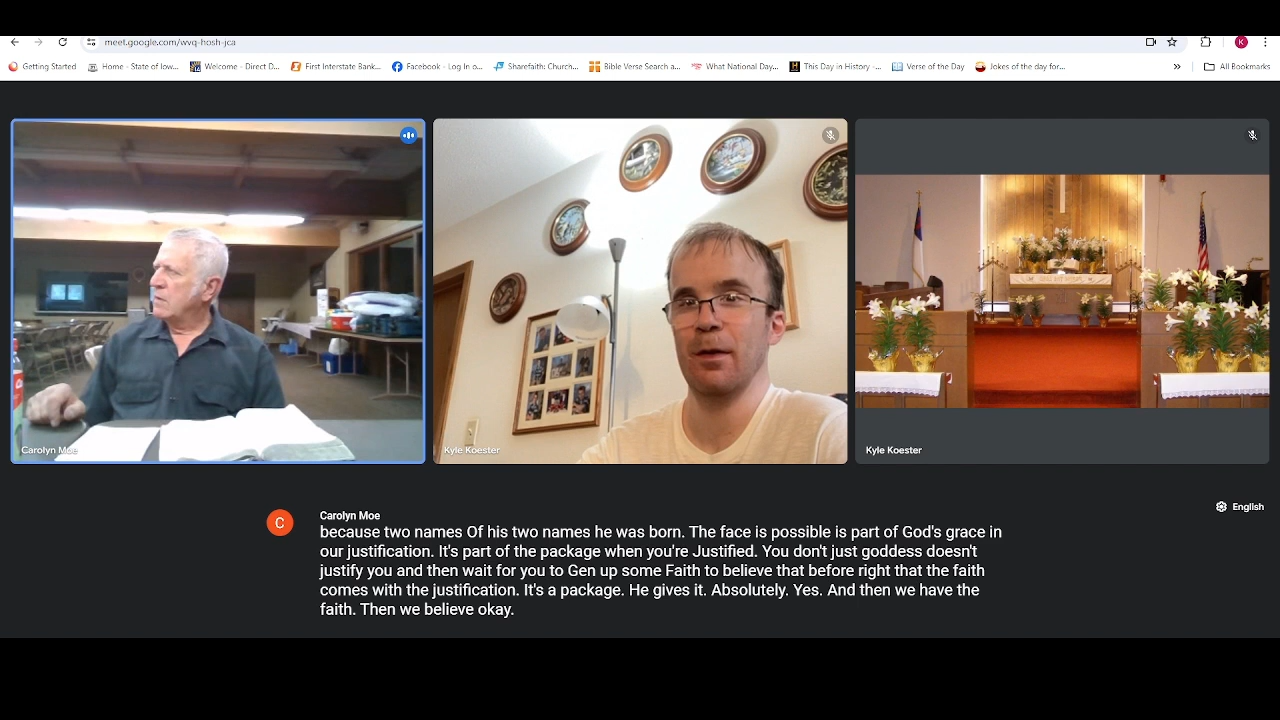 meet.google.com/wvq-hosh-jca
K
Getting Started
Home - State of Iow...
Welcome - Direct D...
First Interstate Bank...
Facebook - Log In o...
Sharefaith: Church...
Bible Verse Search a...
What National Day...
This Day in History -...
Verse of the Day
Jokes of the day for...
»
All Bookmarks
Carolyn Moe
Kyle Koester
Kyle Koester
English
C
Carolyn Moe
because two names Of his two names he was born. The face is possible is part of God's grace in
our justification. It's part of the package when you're Justified. You don't just goddess doesn't
justify you and then wait for you to Gen up some Faith to believe that before right that the faith
comes with the justification. It's a package. He gives it. Absolutely. Yes. And then we have the
faith. Then we believe okay.